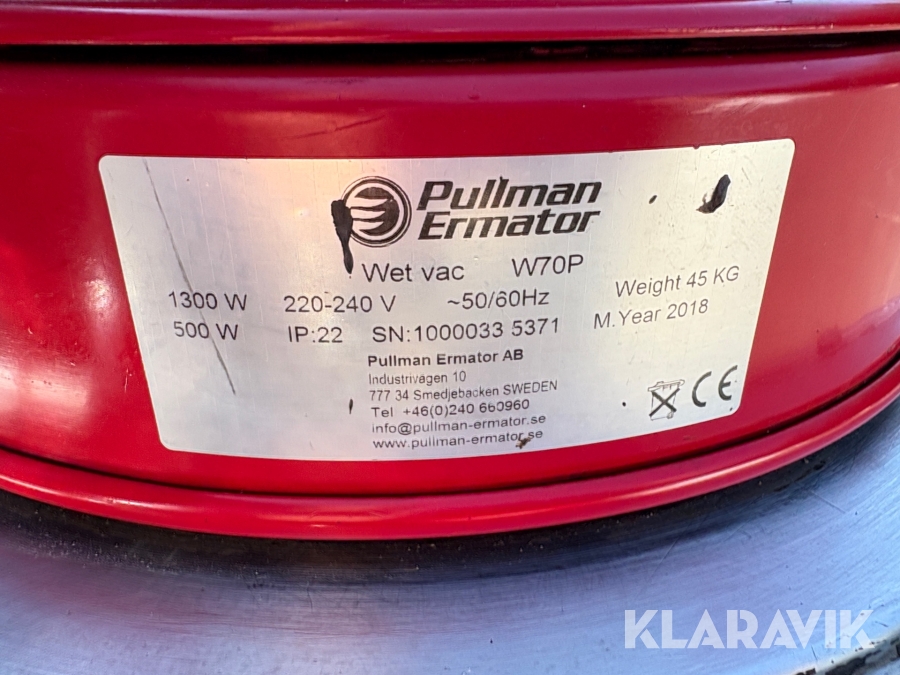 Pullman
Ermator
Wet vac W70P
1300 W 220-240 V ~50/60Hz Weight 45 KG
500 W IP:22 SN:1000033 5371 M.Year 2018
Pullman Ermator AB
Industrivägen 10
777 34 Smedjebacken SWEDEN
Tel +46(0)240 660960
info@pullman-ermator.se
www.pullman-ermator.se
CE
KLARAVIK